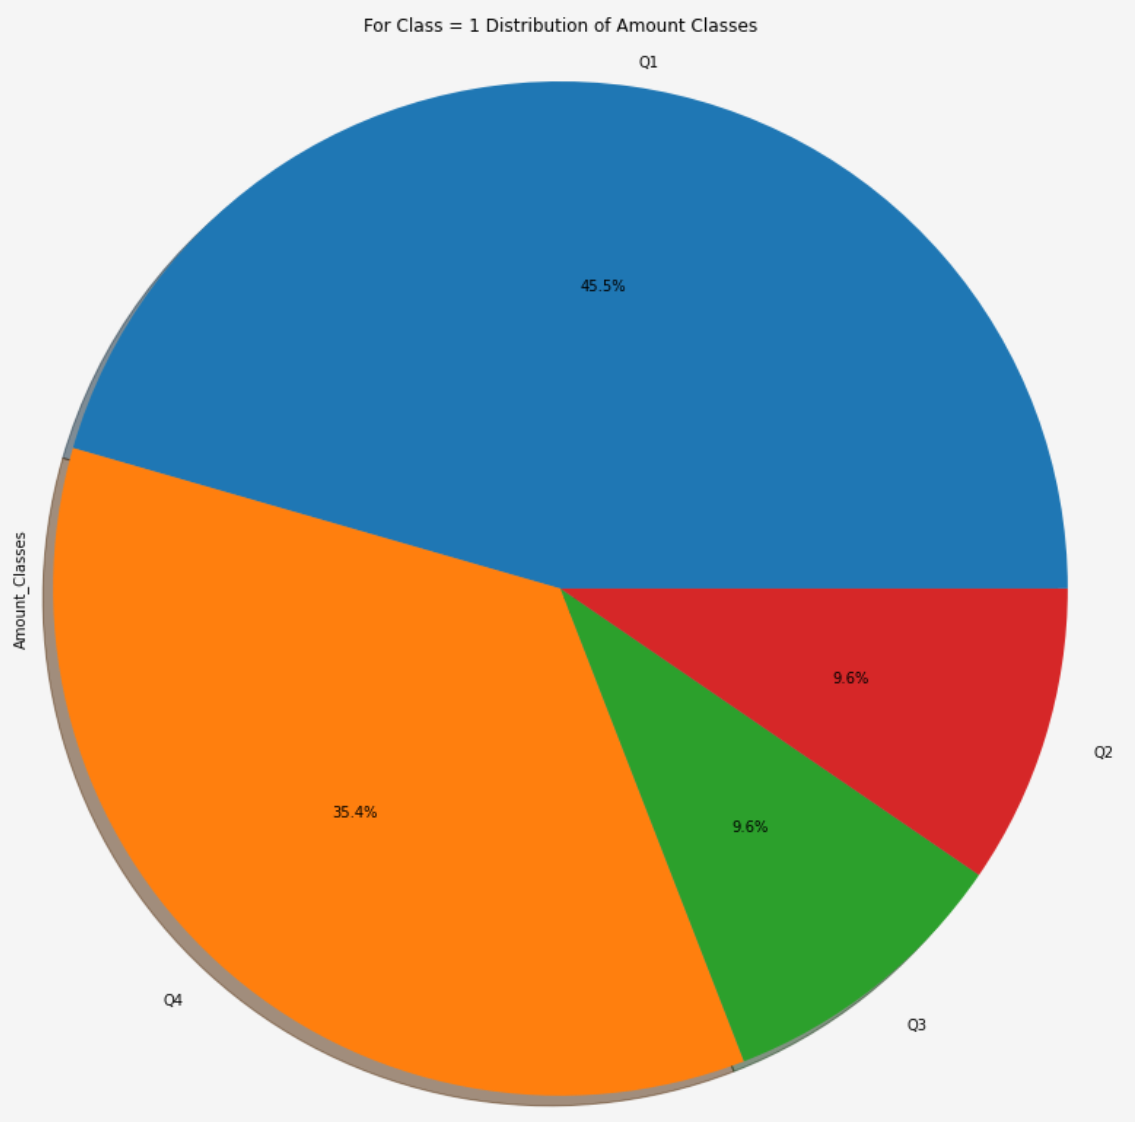 For Class = 1 Distribution of Amount Classes
Q1
45.5%
Amount_Classes
9.6%
Q2
35.4%
9.6%
Q4
Q3